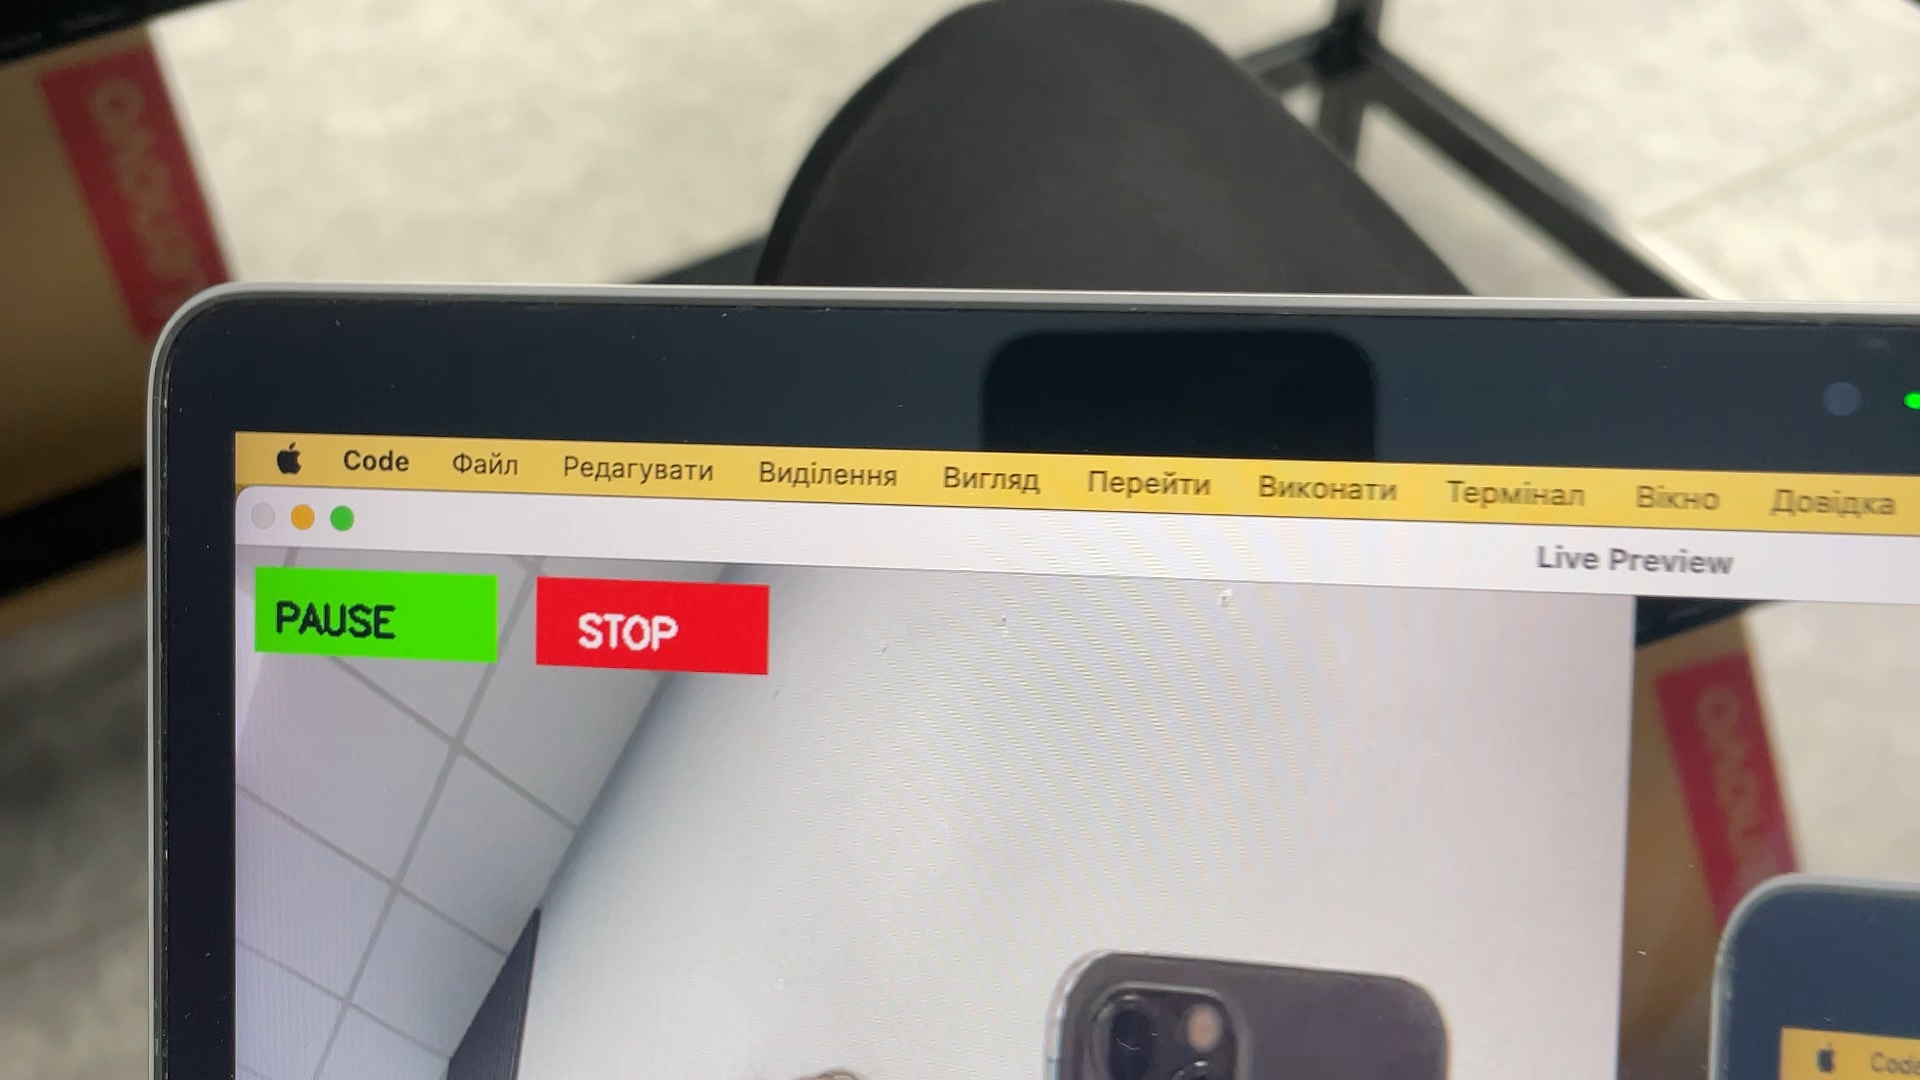 Code Файл Редагувати Виділення Вигляд Перейти Виконати Термінал Вікно Довідка
Live Preview
PAUSE STOP